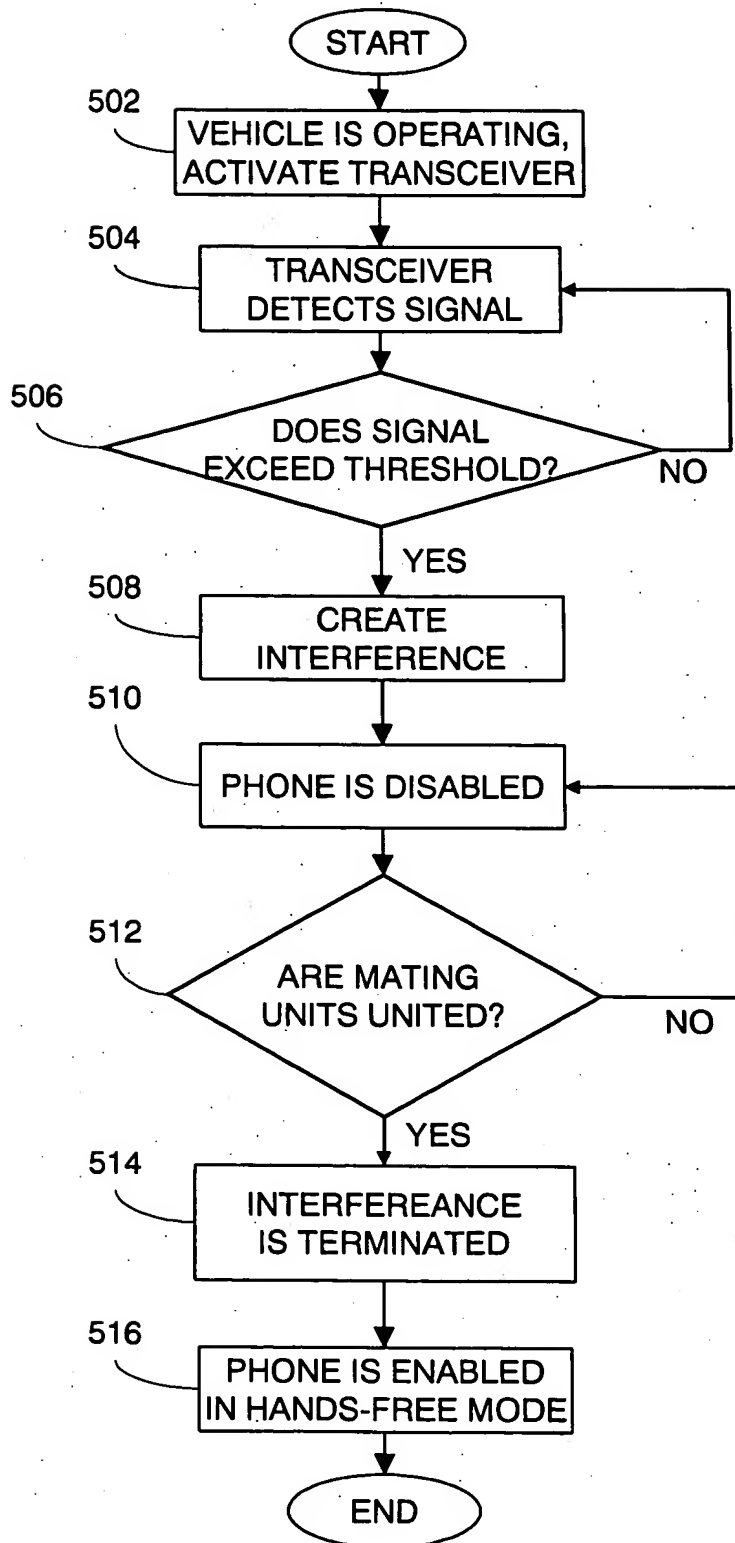 START
502
VEHICLE IS OPERATING,
ACTIVATE TRANSCEIVER
504
TRANSCEIVER
DETECTS SIGNAL
506
DOES SIGNAL
EXCEED THRESHOLD?
NO
YES
508
CREATE
INTERFERENCE
510
PHONE IS DISABLED
512
ARE MATING
UNITS UNITED?
NO
YES
514
INTERFEREANCE
IS TERMINATED
516
PHONE IS ENABLED
IN HANDS-FREE MODE
END